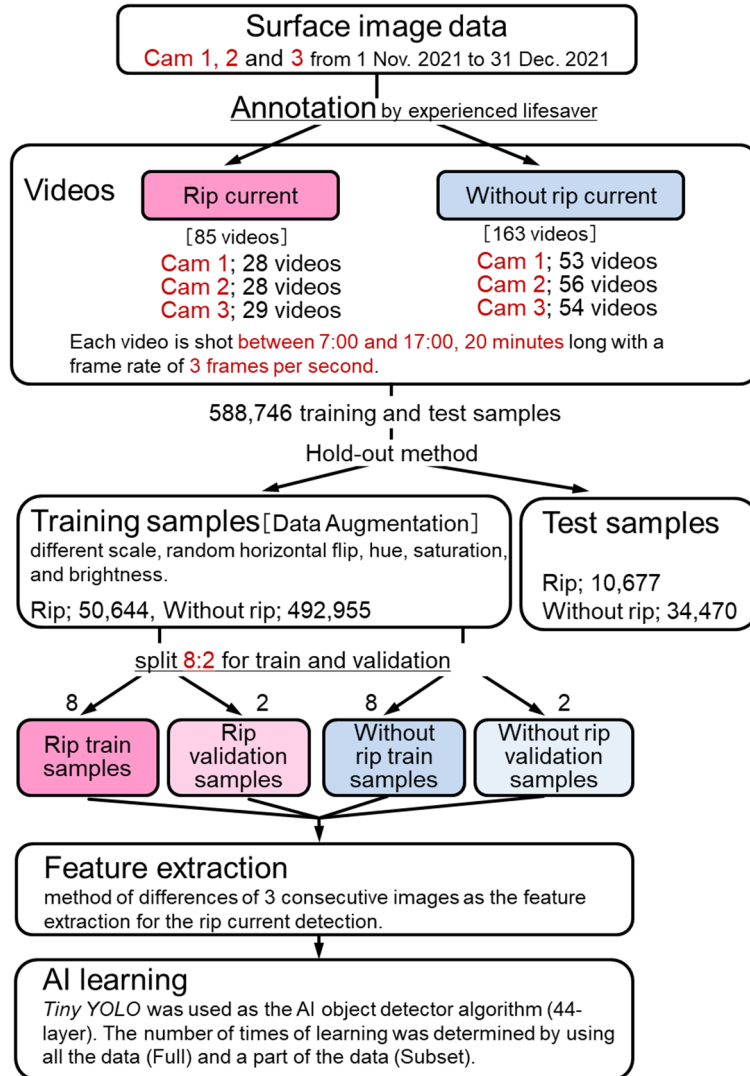 Surface image data
Cam 1, 2 and 3 from 1 Nov. 2021 to 31 Dec. 2021
Annotation by experienced lifesaver
Videos
Rip current
Without rip current
[85 videos]
[163 videos]
Cam 1; 28 videos
Cam 2; 28 videos
Cam 3; 29 videos
Cam 1; 53 videos
Cam 2; 56 videos
Cam 3; 54 videos
Each video is shot between 7:00 and 17:00, 20 minutes long with a
frame rate of 3 frames per second.
588,746 training and test samples
Hold-out method
Training samples[Data Augmentation]
different scale, random horizontal flip, hue, saturation,
and brightness.
Rip; 50,644, Without rip; 492,955
Test samples
Rip; 10,677
Without rip; 34,470
split 8:2 for train and validation
8
2
8
2
Rip train
samples
Rip
validation
samples
Without
rip train
samples
Without rip
validation
samples
Feature extraction
method of differences of 3 consecutive images as the feature
extraction for the rip current detection.
AI learning
Tiny YOLO was used as the AI object detector algorithm (44-
layer). The number of times of learning was determined by using
all the data (Full) and a part of the data (Subset).